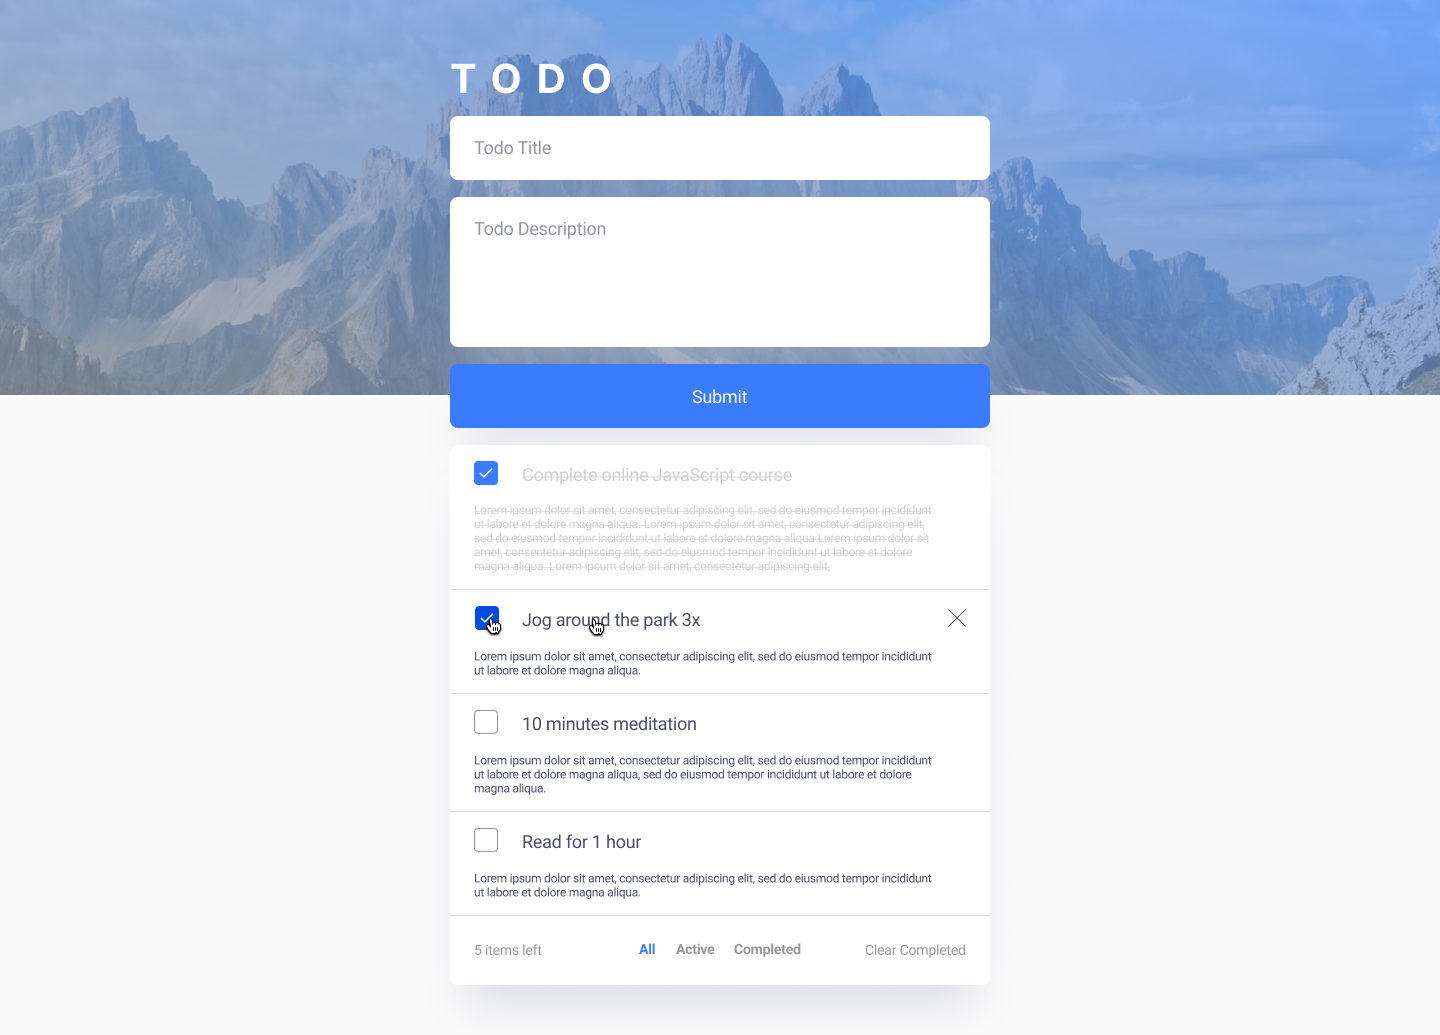 TODO
Todo Title
Todo Description
Submit
Complete online JavaScript course
Lorem ipsum dolor sit amet, consectetur adipiscing elit, sed do eiusmod tempor incididunt
ut labore et dolore magna aliqua. Lorem ipsum dolor sit amet, consectetur adipiscing elit,
sed do eiusmod tempor incididunt ut labore et dolore magna aliqua.Lorem ipsum dolor sit
amet, consectetur adipiscing elit, sed do eiusmod tempor incididunt ut labore et dolore
magna aliqua. Lorem ipsum dolor sit amet, consectetur adipiscing elit,
Jog around the park 3x
Lorem ipsum dolor sit amet, consectetur adipiscing elit, sed do eiusmod tempor incididunt
ut labore et dolore magna aliqua.
10 minutes meditation
Lorem ipsum dolor sit amet, consectetur adipiscing elit, sed do eiusmod tempor incididunt
ut labore et dolore magna aliqua, sed do eiusmod tempor incididunt ut labore et dolore
magna aliqua.
Read for 1 hour
Lorem ipsum dolor sit amet, consectetur adipiscing elit, sed do eiusmod tempor incididunt
ut labore et dolore magna aliqua.
5 items left All Active Completed Clear Completed